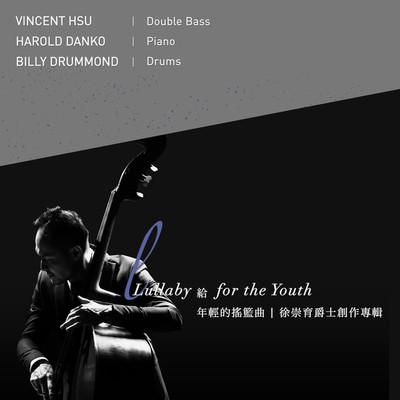 VINCENT HSU | Double Bass
HAROLD DANKO | Piano
BILLY DRUMMOND | Drums
Lullaby 給 for the Youth
年輕的搖籃曲 | 徐崇育爵士創作專輯